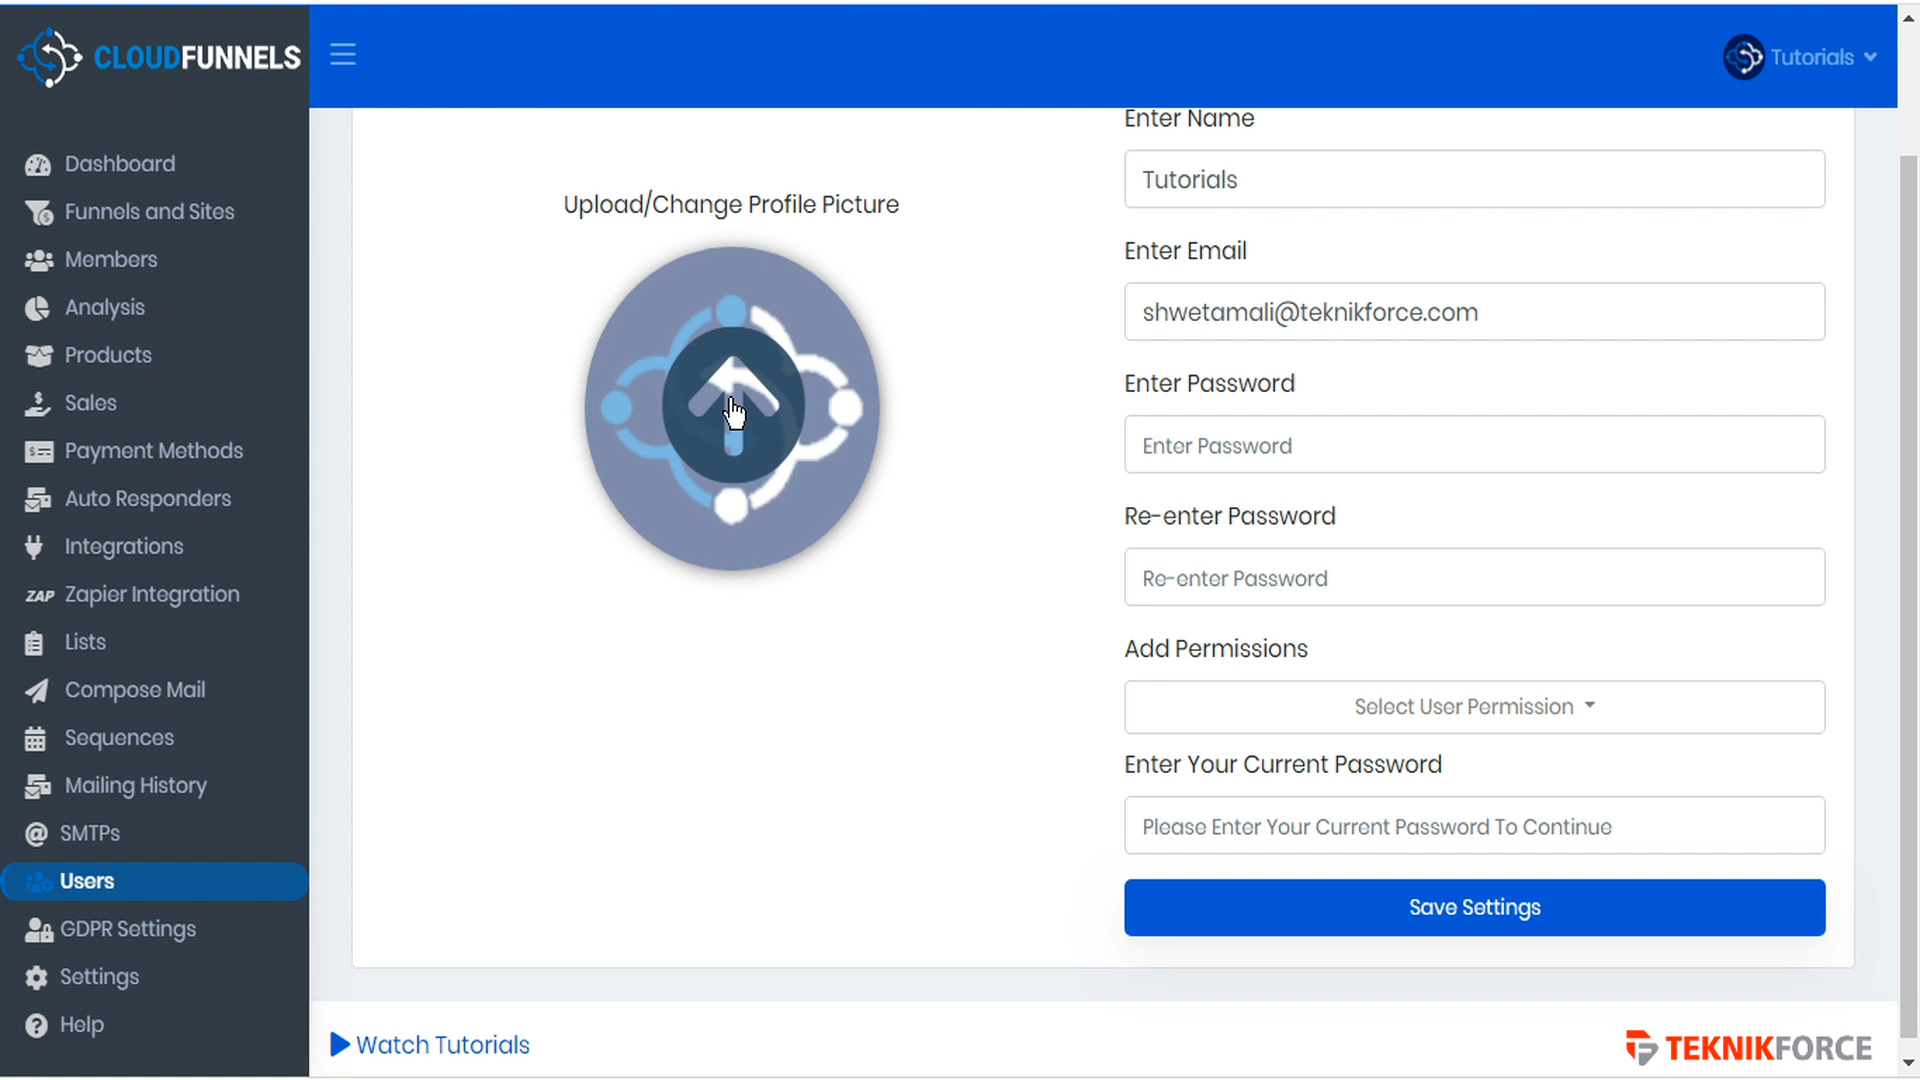 CLOUDFUNNELS
Tutorials
Dashboard
Funnels and Sites
Members
Analysis
Products
Sales
Payment Methods
Auto Responders
Integrations
ZAP Zapier Integration
Lists
Compose Mail
Sequences
Mailing History
SMTPs
Users
GDPR Settings
Settings
Help
Upload/Change Profile Picture
Enter Name
Tutorials
Enter Email
shwetamali@teknikforce.com
Enter Password
Enter Password
Re-enter Password
Re-enter Password
Add Permissions
Select User Permission
Enter Your Current Password
Please Enter Your Current Password To Continue
Save Settings
Watch Tutorials
TEKNIKFORCE